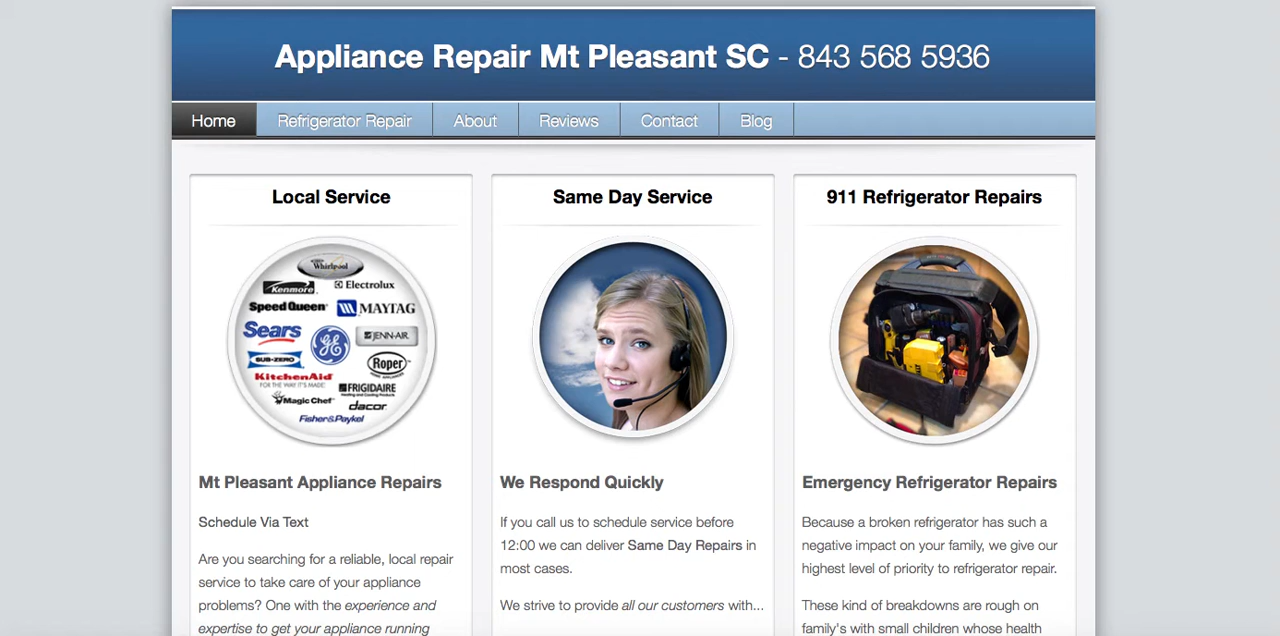 Appliance Repair Mt Pleasant SC - 843 568 5936
Home Refrigerator Repair About Reviews Contact Blog
Local Service
Whirlpool
Kenmore Electrolux
Speed Queen MAYTAG
Sears GE JENN-AIR
SUB-ZERO Roper
KitchenAid
FOR THE WAY IT'S MADE.
FRIGIDAIRE
Magic Chef
dacor
Fisher&Paykel
Mt Pleasant Appliance Repairs
Schedule Via Text
Are you searching for a reliable, local repair
service to take care of your appliance
problems? One with the experience and
expertise to get your appliance running
Same Day Service
We Respond Quickly
If you call us to schedule service before
12:00 we can deliver Same Day Repairs in
most cases.
We strive to provide all our customers with...
911 Refrigerator Repairs
Emergency Refrigerator Repairs
Because a broken refrigerator has such a
negative impact on your family, we give our
highest level of priority to refrigerator repair.
These kind of breakdowns are rough on
family's with small children whose health